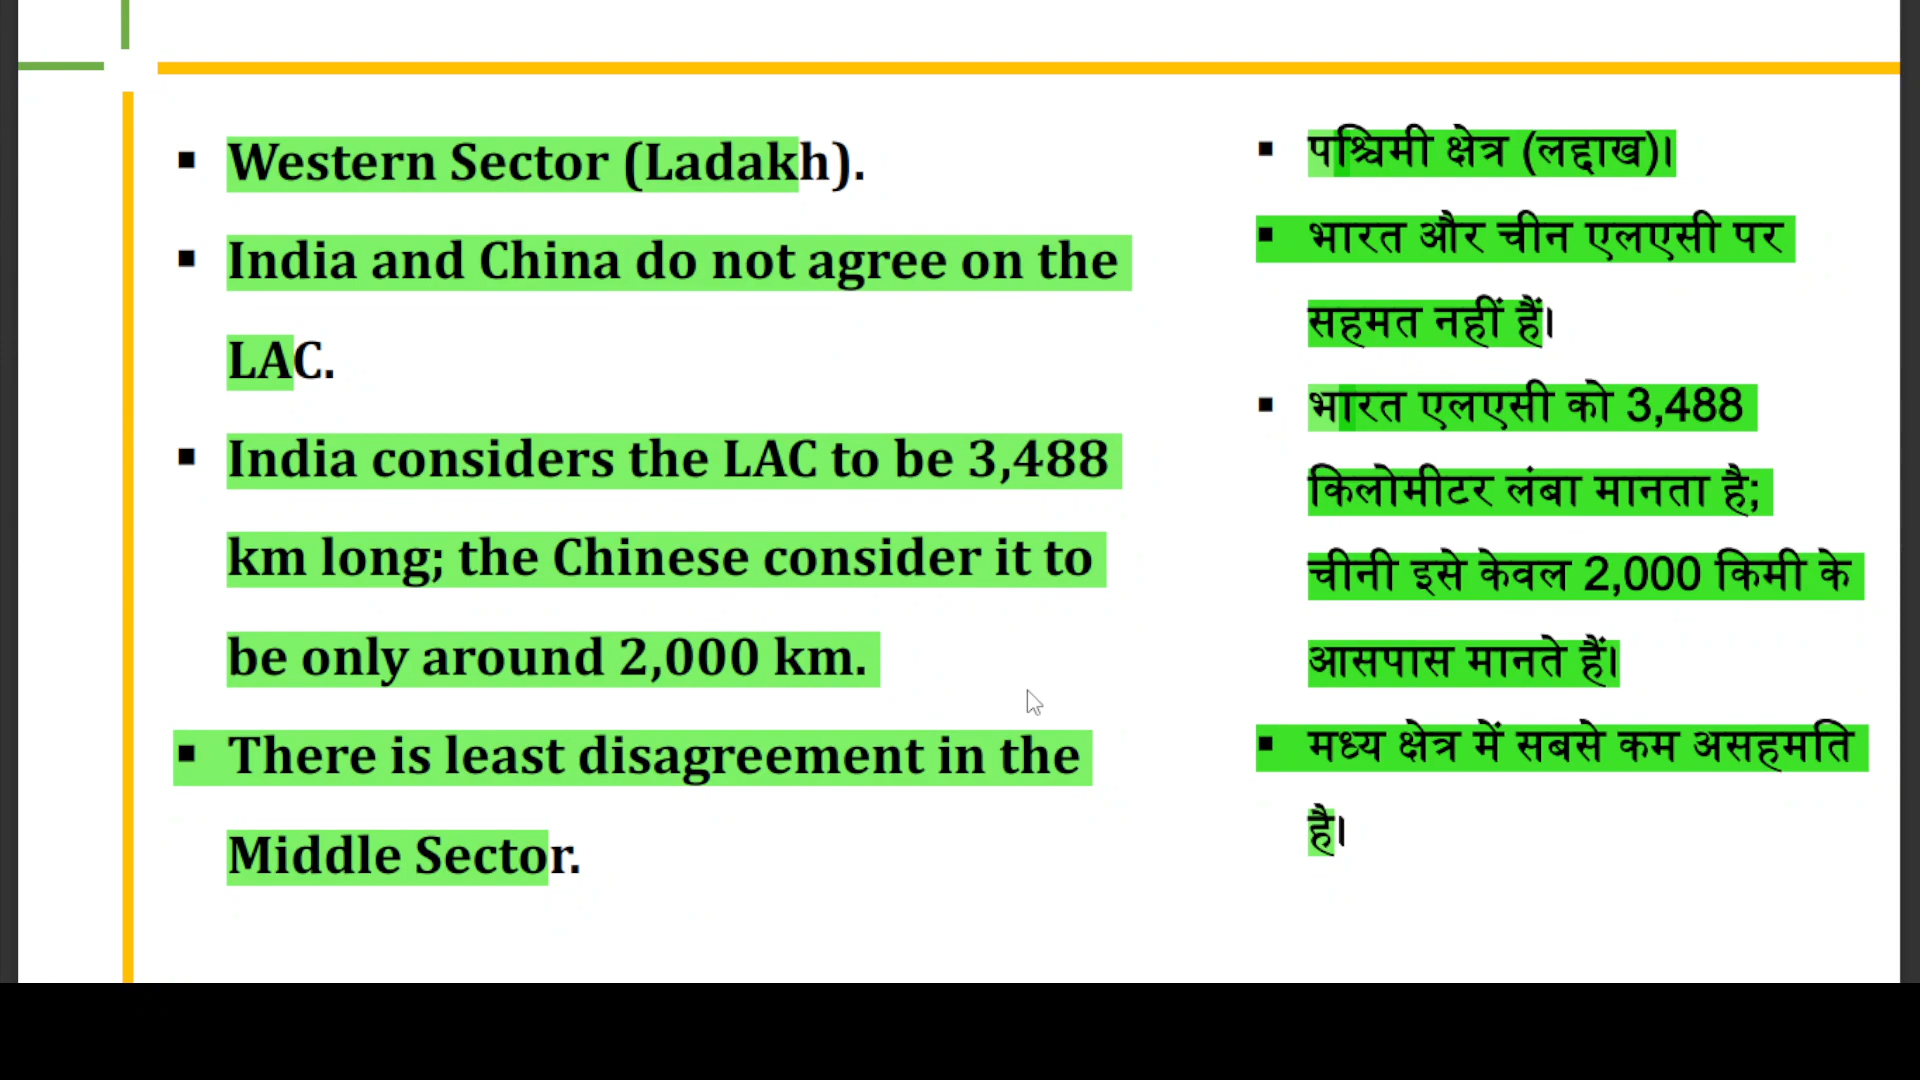 ▪ Western Sector (Ladakh).
▪ India and China do not agree on the
LAC.
▪ India considers the LAC to be 3,488
km long; the Chinese consider it to
be only around 2,000 km.
▪ There is least disagreement in the
Middle Sector.
▪ पश्चिमी क्षेत्र (लद्दाख)।
▪ भारत और चीन एलएसी पर
सहमत नहीं हैं।
▪ भारत एलएसी को 3,488
किलोमीटर लंबा मानता है;
चीनी इसे केवल 2,000 किमी के
आसपास मानते हैं।
▪ मध्य क्षेत्र में सबसे कम असहमति
है।